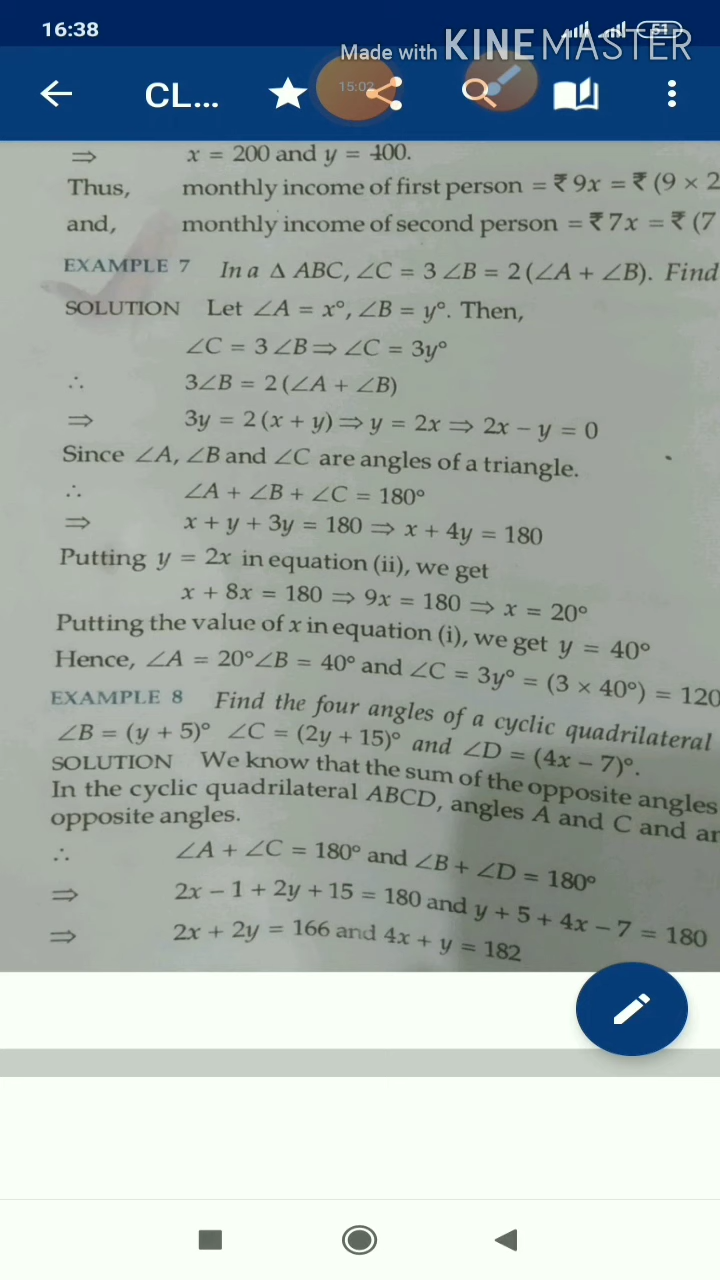 16:38
51
Made with KINEMASTER
15:02
CL...
⇒ x = 200 and y = 400.
Thus, monthly income of first person = ₹ 9x = ₹ (9 × 2
and, monthly income of second person = ₹ 7x = ₹ (7
EXAMPLE 7 In a Δ ABC, ∠C = 3 ∠B = 2 (∠A + ∠B). Find
SOLUTION Let ∠A = x°, ∠B = y°. Then,
∠C = 3 ∠B ⇒ ∠C = 3y°
∴ 3∠B = 2 (∠A + ∠B)
⇒ 3y = 2 (x + y) ⇒ y = 2x ⇒ 2x − y = 0
Since ∠A, ∠B and ∠C are angles of a triangle.
∴ ∠A + ∠B + ∠C = 180°
⇒ x + y + 3y = 180 ⇒ x + 4y = 180
Putting y = 2x in equation (ii), we get
x + 8x = 180 ⇒ 9x = 180 ⇒ x = 20°
Putting the value of x in equation (i), we get y = 40°
Hence, ∠A = 20° ∠B = 40° and ∠C = 3y° = (3 × 40°) = 120
EXAMPLE 8 Find the four angles of a cyclic quadrilateral
∠B = (y + 5)° ∠C = (2y + 15)° and ∠D = (4x − 7)°.
SOLUTION We know that the sum of the opposite angles
In the cyclic quadrilateral ABCD, angles A and C and an
opposite angles.
∴ ∠A + ∠C = 180° and ∠B + ∠D = 180°
⇒ 2x − 1 + 2y + 15 = 180 and y + 5 + 4x − 7 = 180
⇒ 2x + 2y = 166 and 4x + y = 182